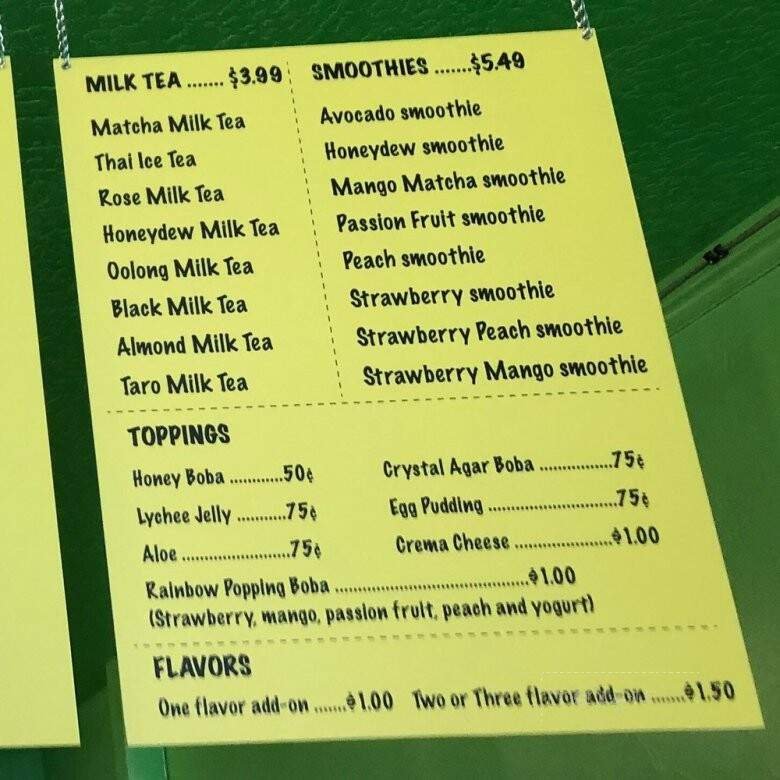 MILK TEA ....... $3.99
Matcha Milk Tea
Thai Ice Tea
Rose Milk Tea
Honeydew Milk Tea
Oolong Milk Tea
Black Milk Tea
Almond Milk Tea
Taro Milk Tea
SMOOTHIES .......$5.49
Avocado smoothie
Honeydew smoothie
Mango Matcha smoothie
Passion Fruit smoothie
Peach smoothie
Strawberry smoothie
Strawberry Peach smoothie
Strawberry Mango smoothie
TOPPINGS
Honey Boba ............50¢
Lychee Jelly ...........75¢
Aloe .........................75¢
Crystal Agar Boba .................75¢
Egg Pudding ..............................75¢
Crema Cheese .......................$1.00
Rainbow Popping Boba .............................................$1.00
(Strawberry, mango, passion fruit, peach and yogurt)
FLAVORS
One flavor add-on .......$1.00 Two or Three flavor add-on .......$1.50